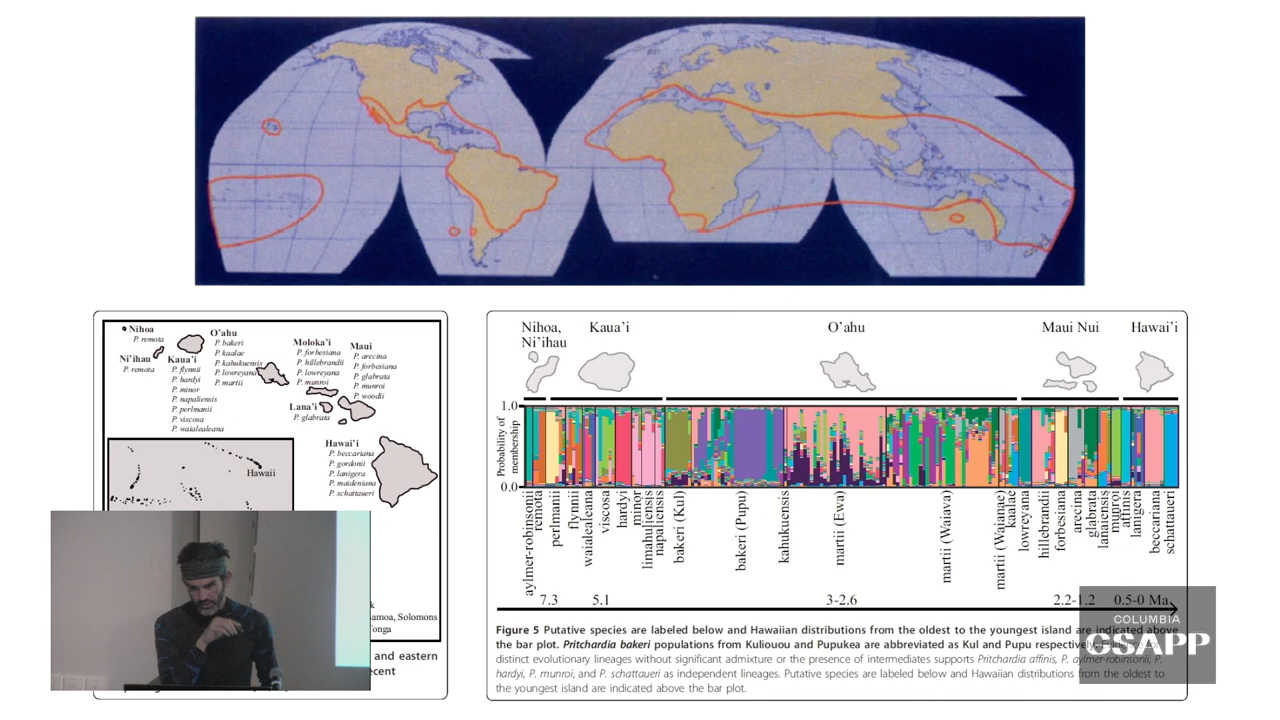 Nihoa
P. remota
Ni'ihau
P. remota
Kaua'i
P. flynnii
P. hardyi
P. minor
P. napaliensis
P. perlmanii
P. viscosa
P. waialealeana
O'ahu
P. bakeri
P. kaalae
P. kahukuensis
P. lowreyana
P. martii
Moloka'i
P. forbesiana
P. hillebrandii
P. lowreyana
P. munroi
Lana'i
P. glabrata
Maui
P. arecina
P. forbesiana
P. glabrata
P. munroi
P. woodii
Hawai'i
P. beccariana
P. gordonii
P. lanigera
P. maideniana
P. schattaueri
Hawaii
amoa, Solomons
onga
and eastern
ecent
Nihoa,
Ni'ihau
Kaua'i
O'ahu
Maui Nui
Hawai'i
1.0
Probability of
membership
0.0
aylmer-robinsonii
remota
perlmanii
flynnii
waialealeana
viscosa
hardyi
minor
limahuliensis
napaliensis
bakeri (Kul)
bakeri (Pupu)
kahukuensis
martii (Ewa)
martii (Waiava)
martii (Waianae)
kaalae
lowreyana
hillebrandii
forbesiana
arecina
glabrata
lanaiensis
munroi
affinis
lanigera
beccariana
schattaueri
7.3
5.1
3-2.6
2.2-1.2
0.5-0 Ma
Figure 5 Putative species are labeled below and Hawaiian distributions from the oldest to the youngest island are indicated above
the bar plot. Pritchardia bakeri populations from Kuliouou and Pupukea are abbreviated as Kul and Pupu respectively.
distinct evolutionary lineages without significant admixture or the presence of intermediates supports Pritchardia affinis, P. aylmer-robinsonii, P.
hardyi, P. munroi, and P. schattaueri as independent lineages. Putative species are labeled below and Hawaiian distributions from the oldest to
the youngest island are indicated above the bar plot.
COLUMBIA
GSAPP